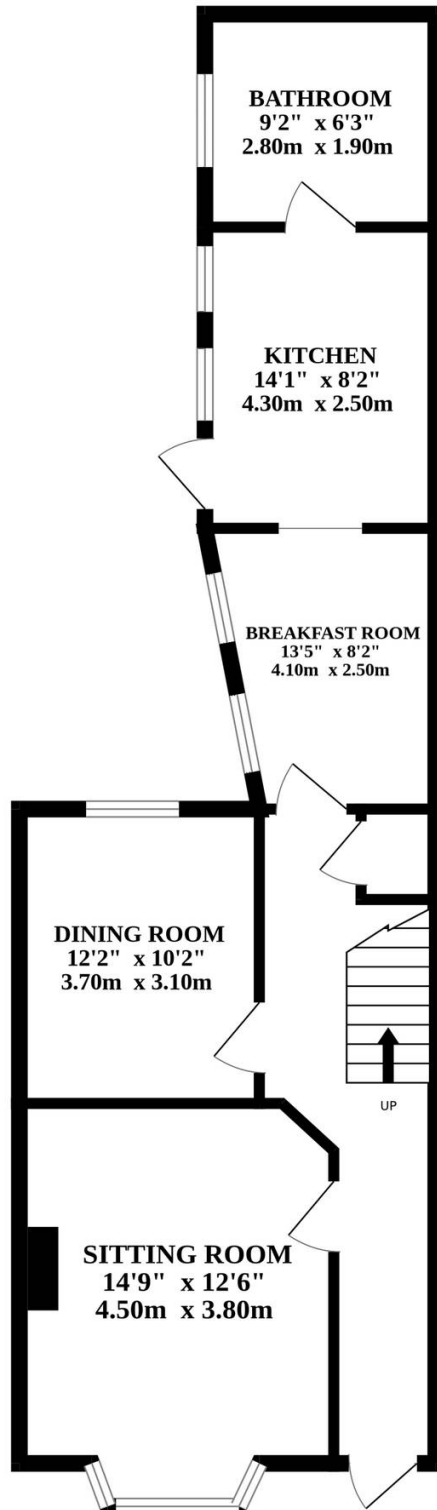 BATHROOM
9'2" x 6'3"
2.80m x 1.90m
KITCHEN
14'1" x 8'2"
4.30m x 2.50m
BREAKFAST ROOM
13'5" x 8'2"
4.10m x 2.50m
DINING ROOM
12'2" x 10'2"
3.70m x 3.10m
UP
SITTING ROOM
14'9" x 12'6"
4.50m x 3.80m